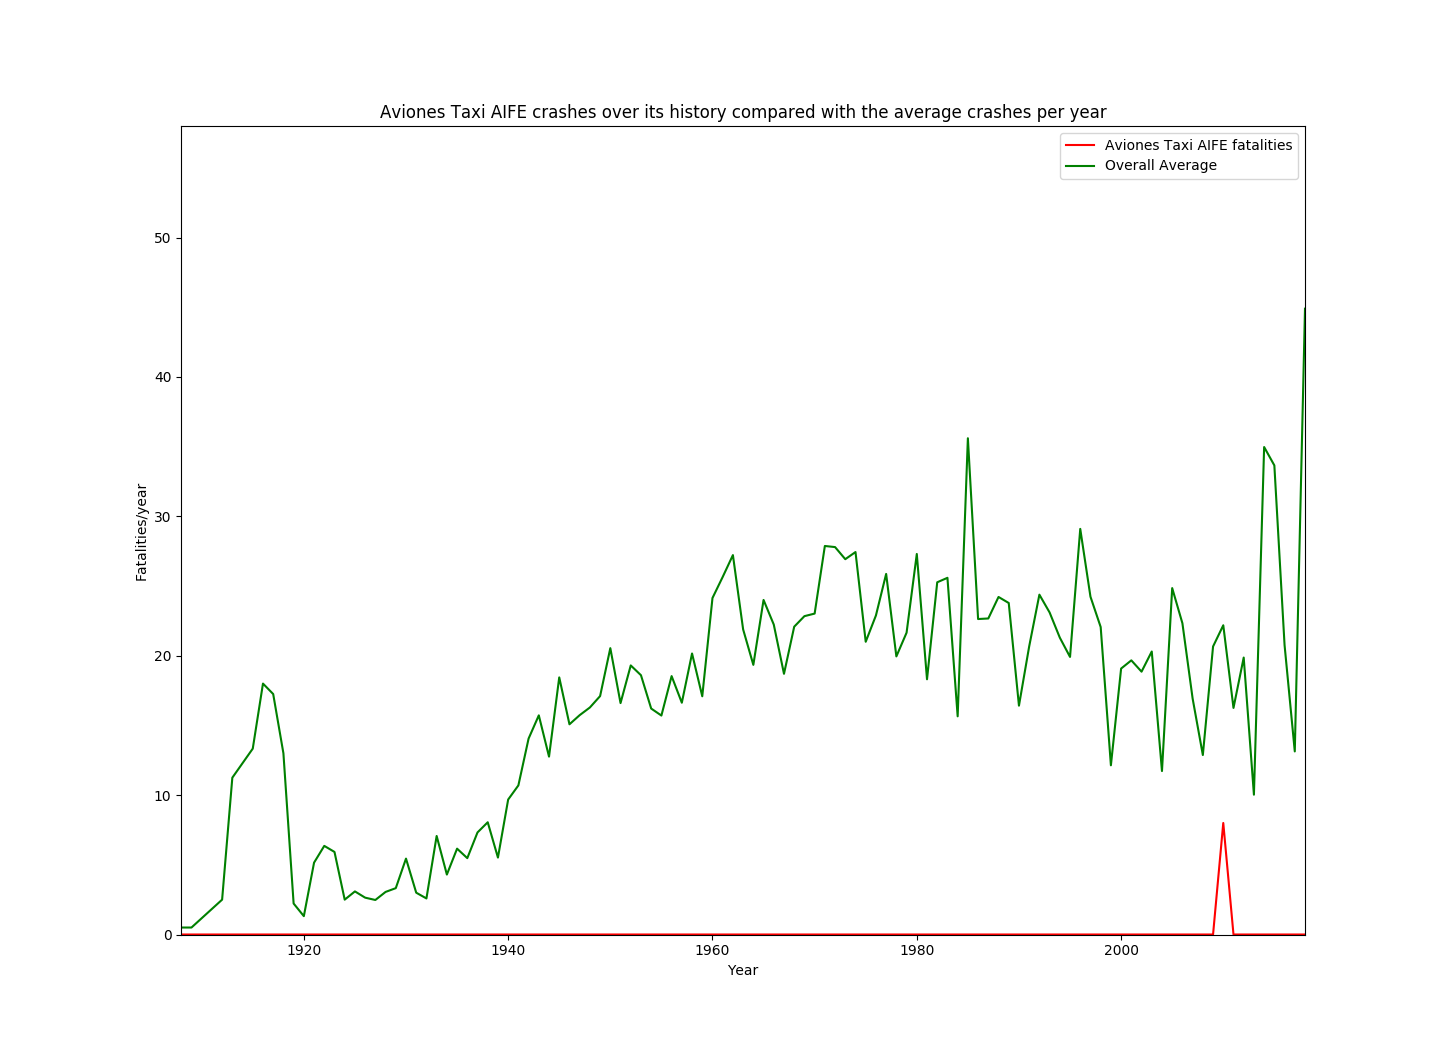 Aviones Taxi AIFE crashes over its history compared with the average crashes per year
Aviones Taxi AIFE fatalities
Overall Average
50
40
30
20
10
0
Fatalities/year
1920 1940 1960 1980 2000
Year